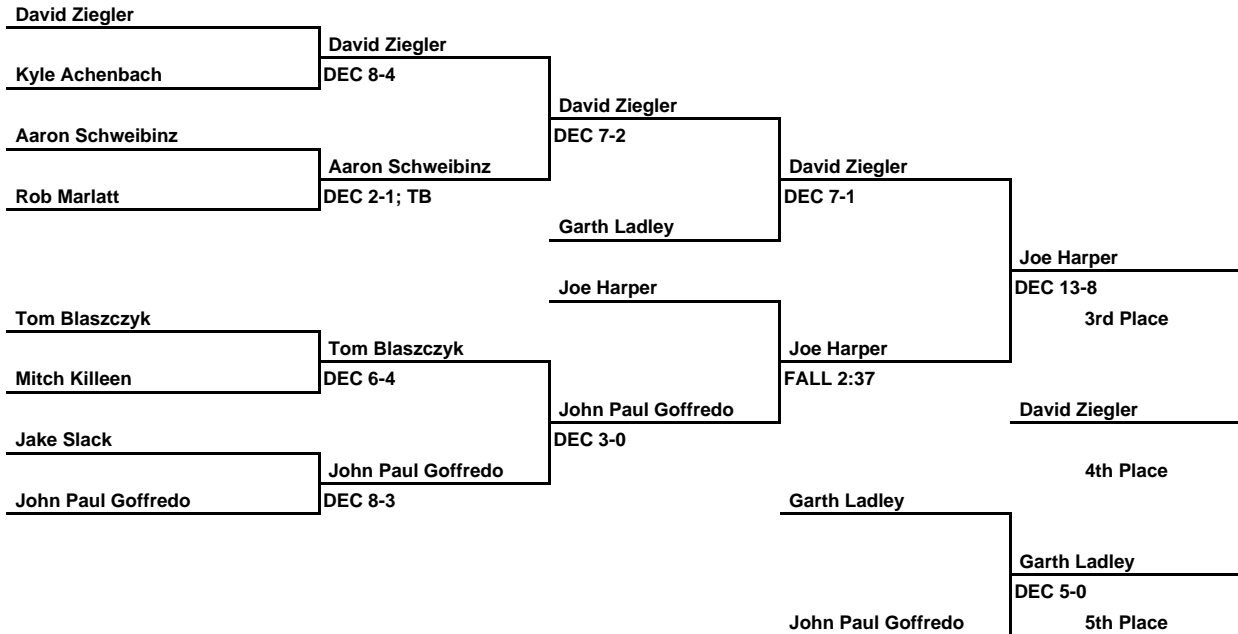 David Ziegler
David Ziegler
Kyle Achenbach
DEC 8-4
David Ziegler
Aaron Schweibinz
DEC 7-2
Aaron Schweibinz
David Ziegler
Rob Marlatt
DEC 2-1; TB
DEC 7-1
Garth Ladley
Joe Harper
Joe Harper
DEC 13-8
Tom Blaszczyk
3rd Place
Tom Blaszczyk
Joe Harper
Mitch Killeen
DEC 6-4
FALL 2:37
John Paul Goffredo
David Ziegler
Jake Slack
DEC 3-0
John Paul Goffredo
4th Place
John Paul Goffredo
DEC 8-3
Garth Ladley
Garth Ladley
DEC 5-0
John Paul Goffredo
5th Place